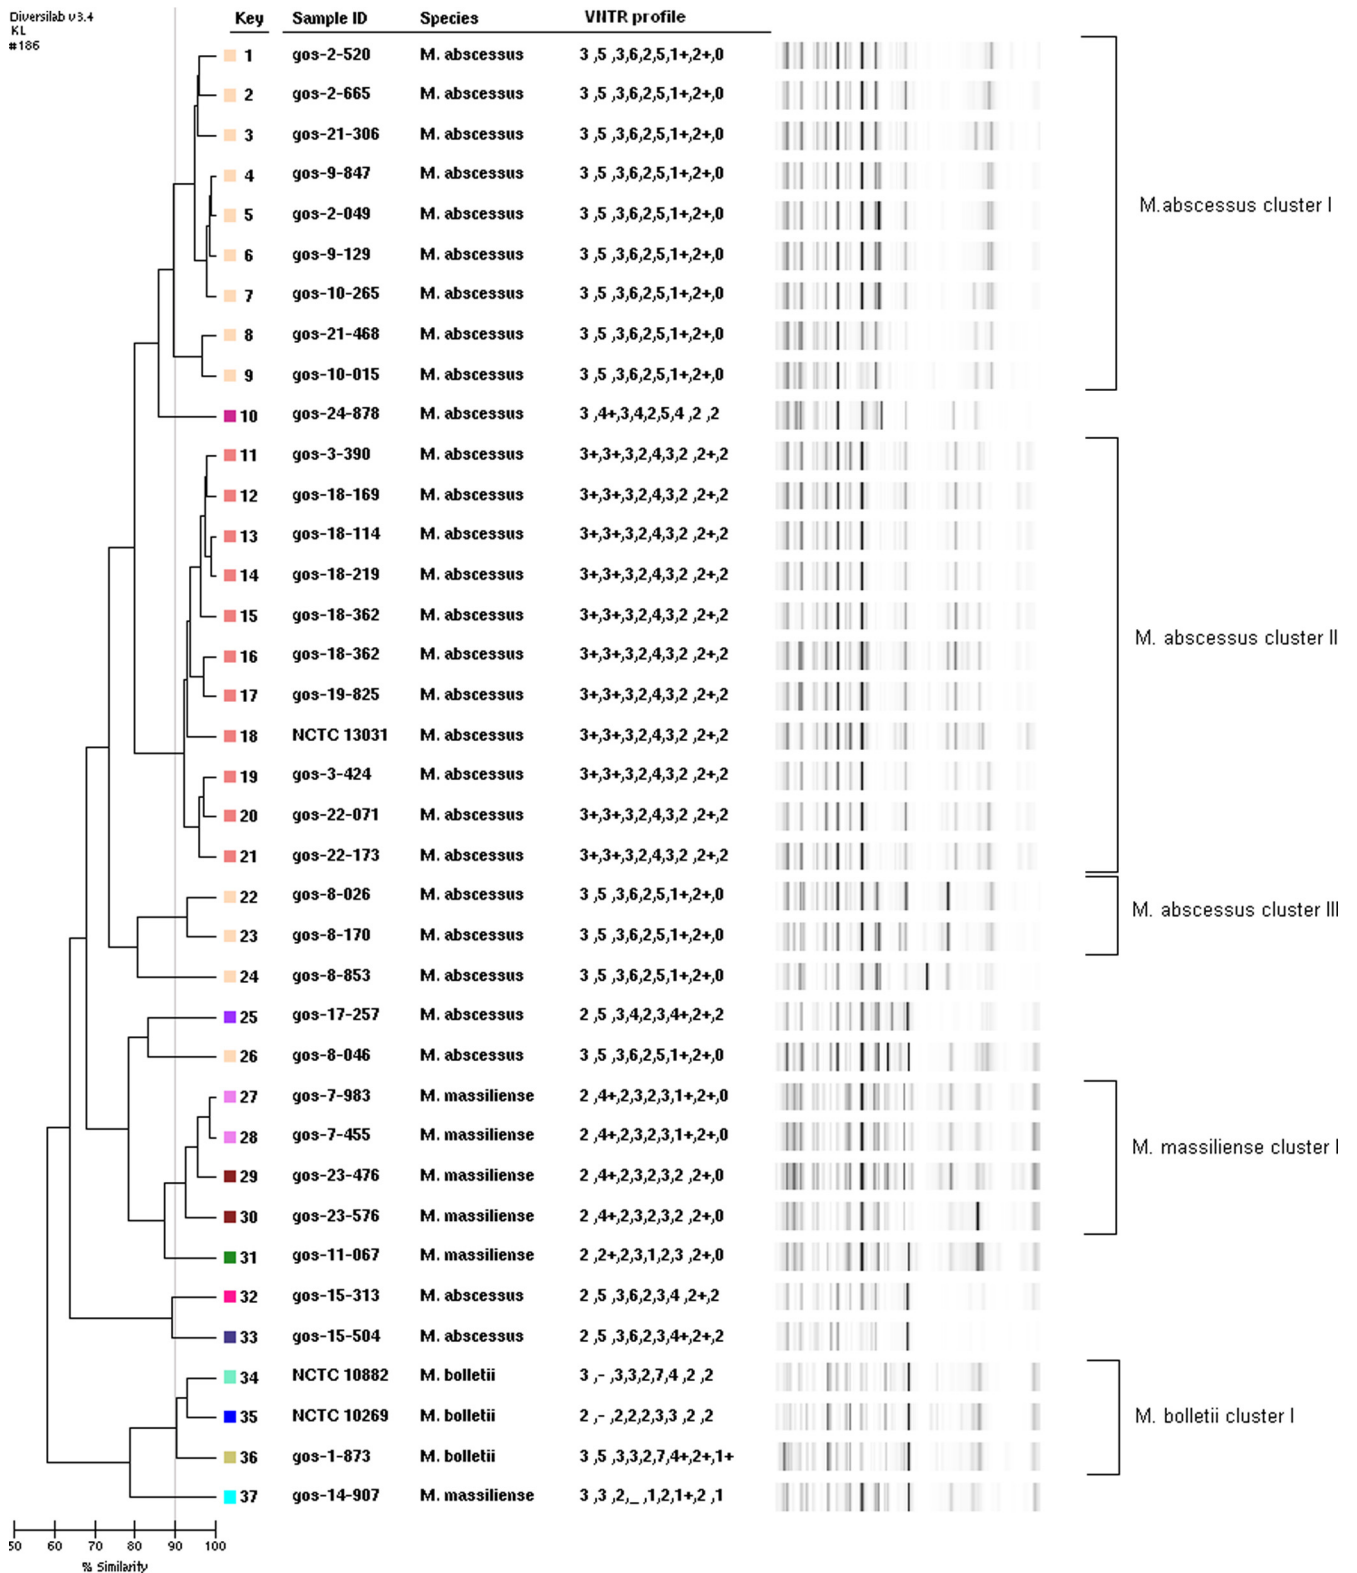 Diversilab v3.4
KL
#186
Key Sample ID Species VNTR profile
1 gos-2-520 M. abscessus 3 ,5 ,3,6,2,5,1+,2+,0
2 gos-2-665 M. abscessus 3 ,5 ,3,6,2,5,1+,2+,0
3 gos-21-306 M. abscessus 3 ,5 ,3,6,2,5,1+,2+,0
4 gos-9-847 M. abscessus 3 ,5 ,3,6,2,5,1+,2+,0
M.abscessus cluster I
5 gos-2-049 M. abscessus 3 ,5 ,3,6,2,5,1+,2+,0
6 gos-9-129 M. abscessus 3 ,5 ,3,6,2,5,1+,2+,0
7 gos-10-265 M. abscessus 3 ,5 ,3,6,2,5,1+,2+,0
8 gos-21-468 M. abscessus 3 ,5 ,3,6,2,5,1+,2+,0
9 gos-10-015 M. abscessus 3 ,5 ,3,6,2,5,1+,2+,0
10 gos-24-878 M. abscessus 3 ,4+,3,4,2,5,4 ,2 ,2
11 gos-3-390 M. abscessus 3+,3+,3,2,4,3,2 ,2+,2
12 gos-18-169 M. abscessus 3+,3+,3,2,4,3,2 ,2+,2
13 gos-18-114 M. abscessus 3+,3+,3,2,4,3,2 ,2+,2
14 gos-18-219 M. abscessus 3+,3+,3,2,4,3,2 ,2+,2
15 gos-18-362 M. abscessus 3+,3+,3,2,4,3,2 ,2+,2
M. abscessus cluster II
16 gos-18-362 M. abscessus 3+,3+,3,2,4,3,2 ,2+,2
17 gos-19-825 M. abscessus 3+,3+,3,2,4,3,2 ,2+,2
18 NCTC 13031 M. abscessus 3+,3+,3,2,4,3,2 ,2+,2
19 gos-3-424 M. abscessus 3+,3+,3,2,4,3,2 ,2+,2
20 gos-22-071 M. abscessus 3+,3+,3,2,4,3,2 ,2+,2
21 gos-22-173 M. abscessus 3+,3+,3,2,4,3,2 ,2+,2
22 gos-8-026 M. abscessus 3 ,5 ,3,6,2,5,1+,2+,0
M. abscessus cluster III
23 gos-8-170 M. abscessus 3 ,5 ,3,6,2,5,1+,2+,0
24 gos-8-853 M. abscessus 3 ,5 ,3,6,2,5,1+,2+,0
25 gos-17-257 M. abscessus 2 ,5 ,3,4,2,3,4+,2+,2
26 gos-8-046 M. abscessus 3 ,5 ,3,6,2,5,1+,2+,0
27 gos-7-983 M. massiliense 2 ,4+,2,3,2,3,1+,2+,0
28 gos-7-455 M. massiliense 2 ,4+,2,3,2,3,1+,2+,0
M. massiliense cluster I
29 gos-23-476 M. massiliense 2 ,4+,2,3,2,3,2 ,2+,0
30 gos-23-576 M. massiliense 2 ,4+,2,3,2,3,2 ,2+,0
31 gos-11-067 M. massiliense 2 ,2+,2,3,1,2,3 ,2+,0
32 gos-15-313 M. abscessus 2 ,5 ,3,6,2,3,4 ,2+,2
33 gos-15-504 M. abscessus 2 ,5 ,3,6,2,3,4+,2+,2
34 NCTC 10882 M. bolletii 3 ,- ,3,3,2,7,4 ,2 ,2
35 NCTC 10269 M. bolletii 2 ,- ,2,2,2,3,3 ,2 ,2
M. bolletii cluster I
36 gos-1-873 M. bolletii 3 ,5 ,3,3,2,7,4+,2+,1+
37 gos-14-907 M. massiliense 3 ,3 ,2,_ ,1,2,1+,2 ,1
50 60 70 80 90 100
% Similarity